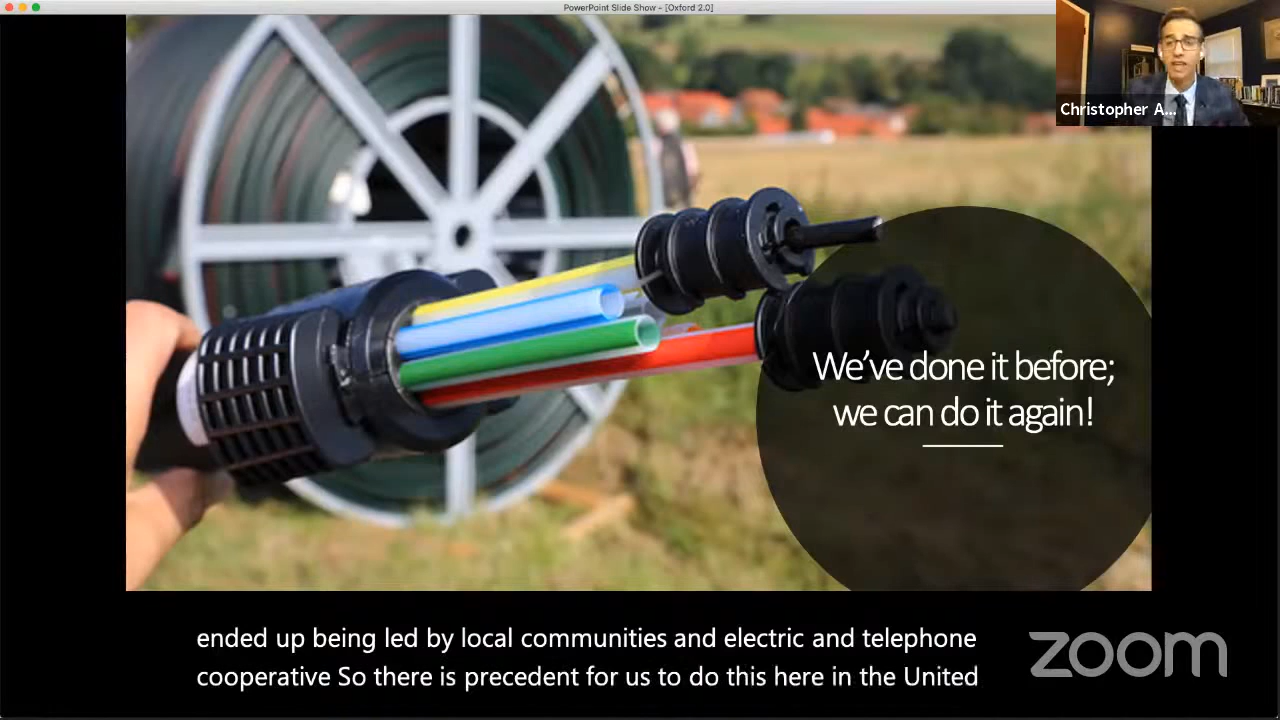 PowerPoint Slide Show - [Oxford 2.0]
Christopher A...
We've done it before;
we can do it again!
ended up being led by local communities and electric and telephone
cooperative So there is precedent for us to do this here in the United
zoom